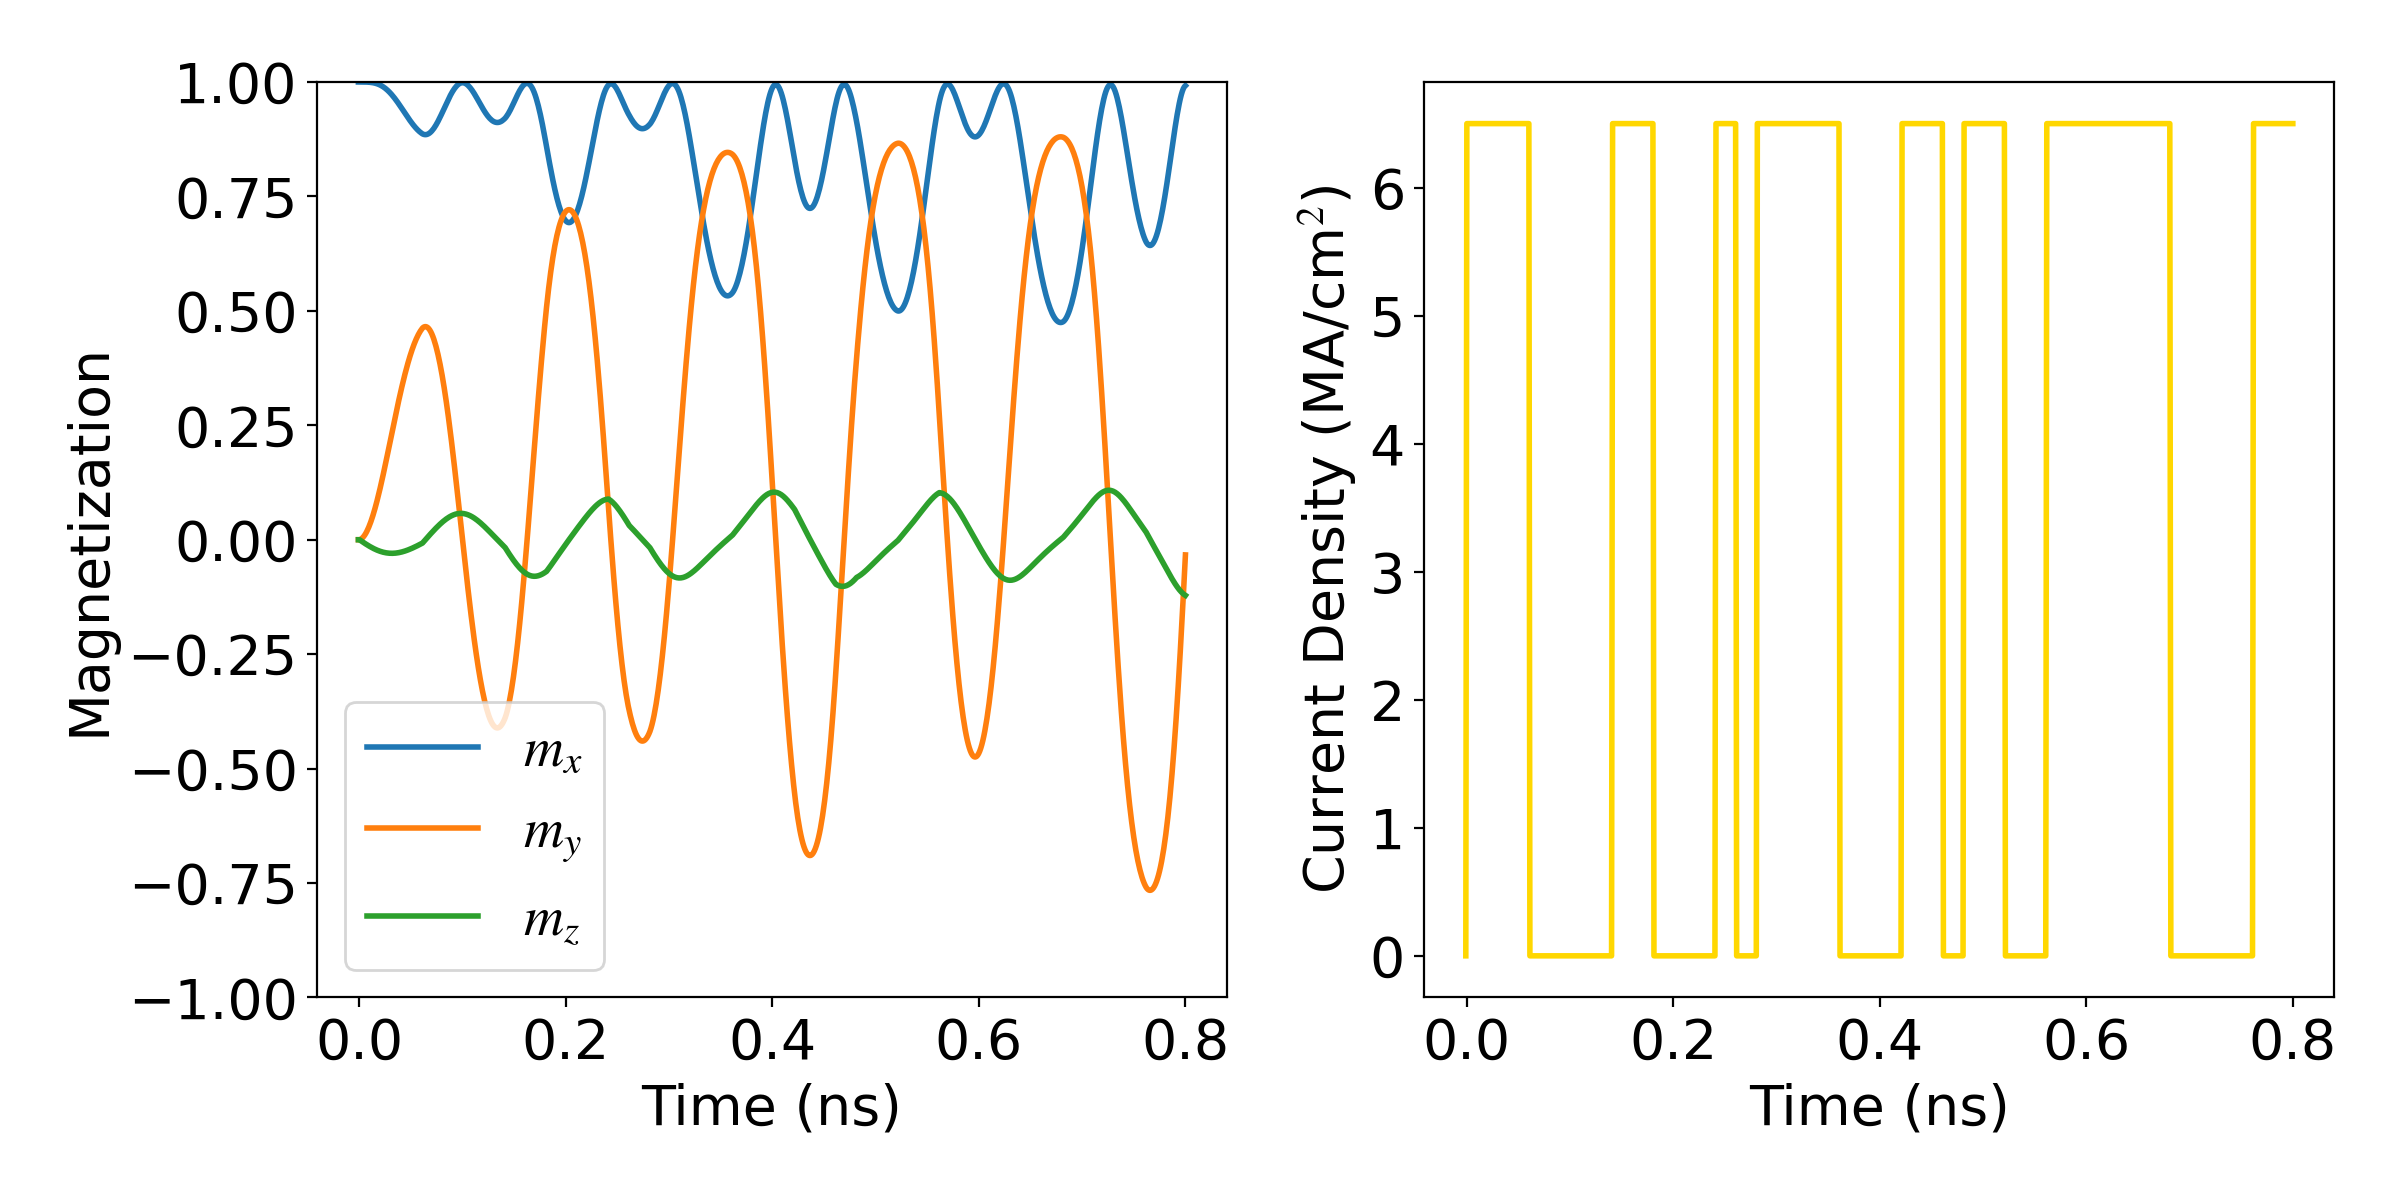 1.00
0.75
0.50
0.25
0.00
−0.25
−0.50
−0.75
−1.00
Magnetization
m_x
m_y
m_z
0.0 0.2 0.4 0.6 0.8
Time (ns)
6
5
4
3
2
1
0
Current Density (MA/cm²)
0.0 0.2 0.4 0.6 0.8
Time (ns)